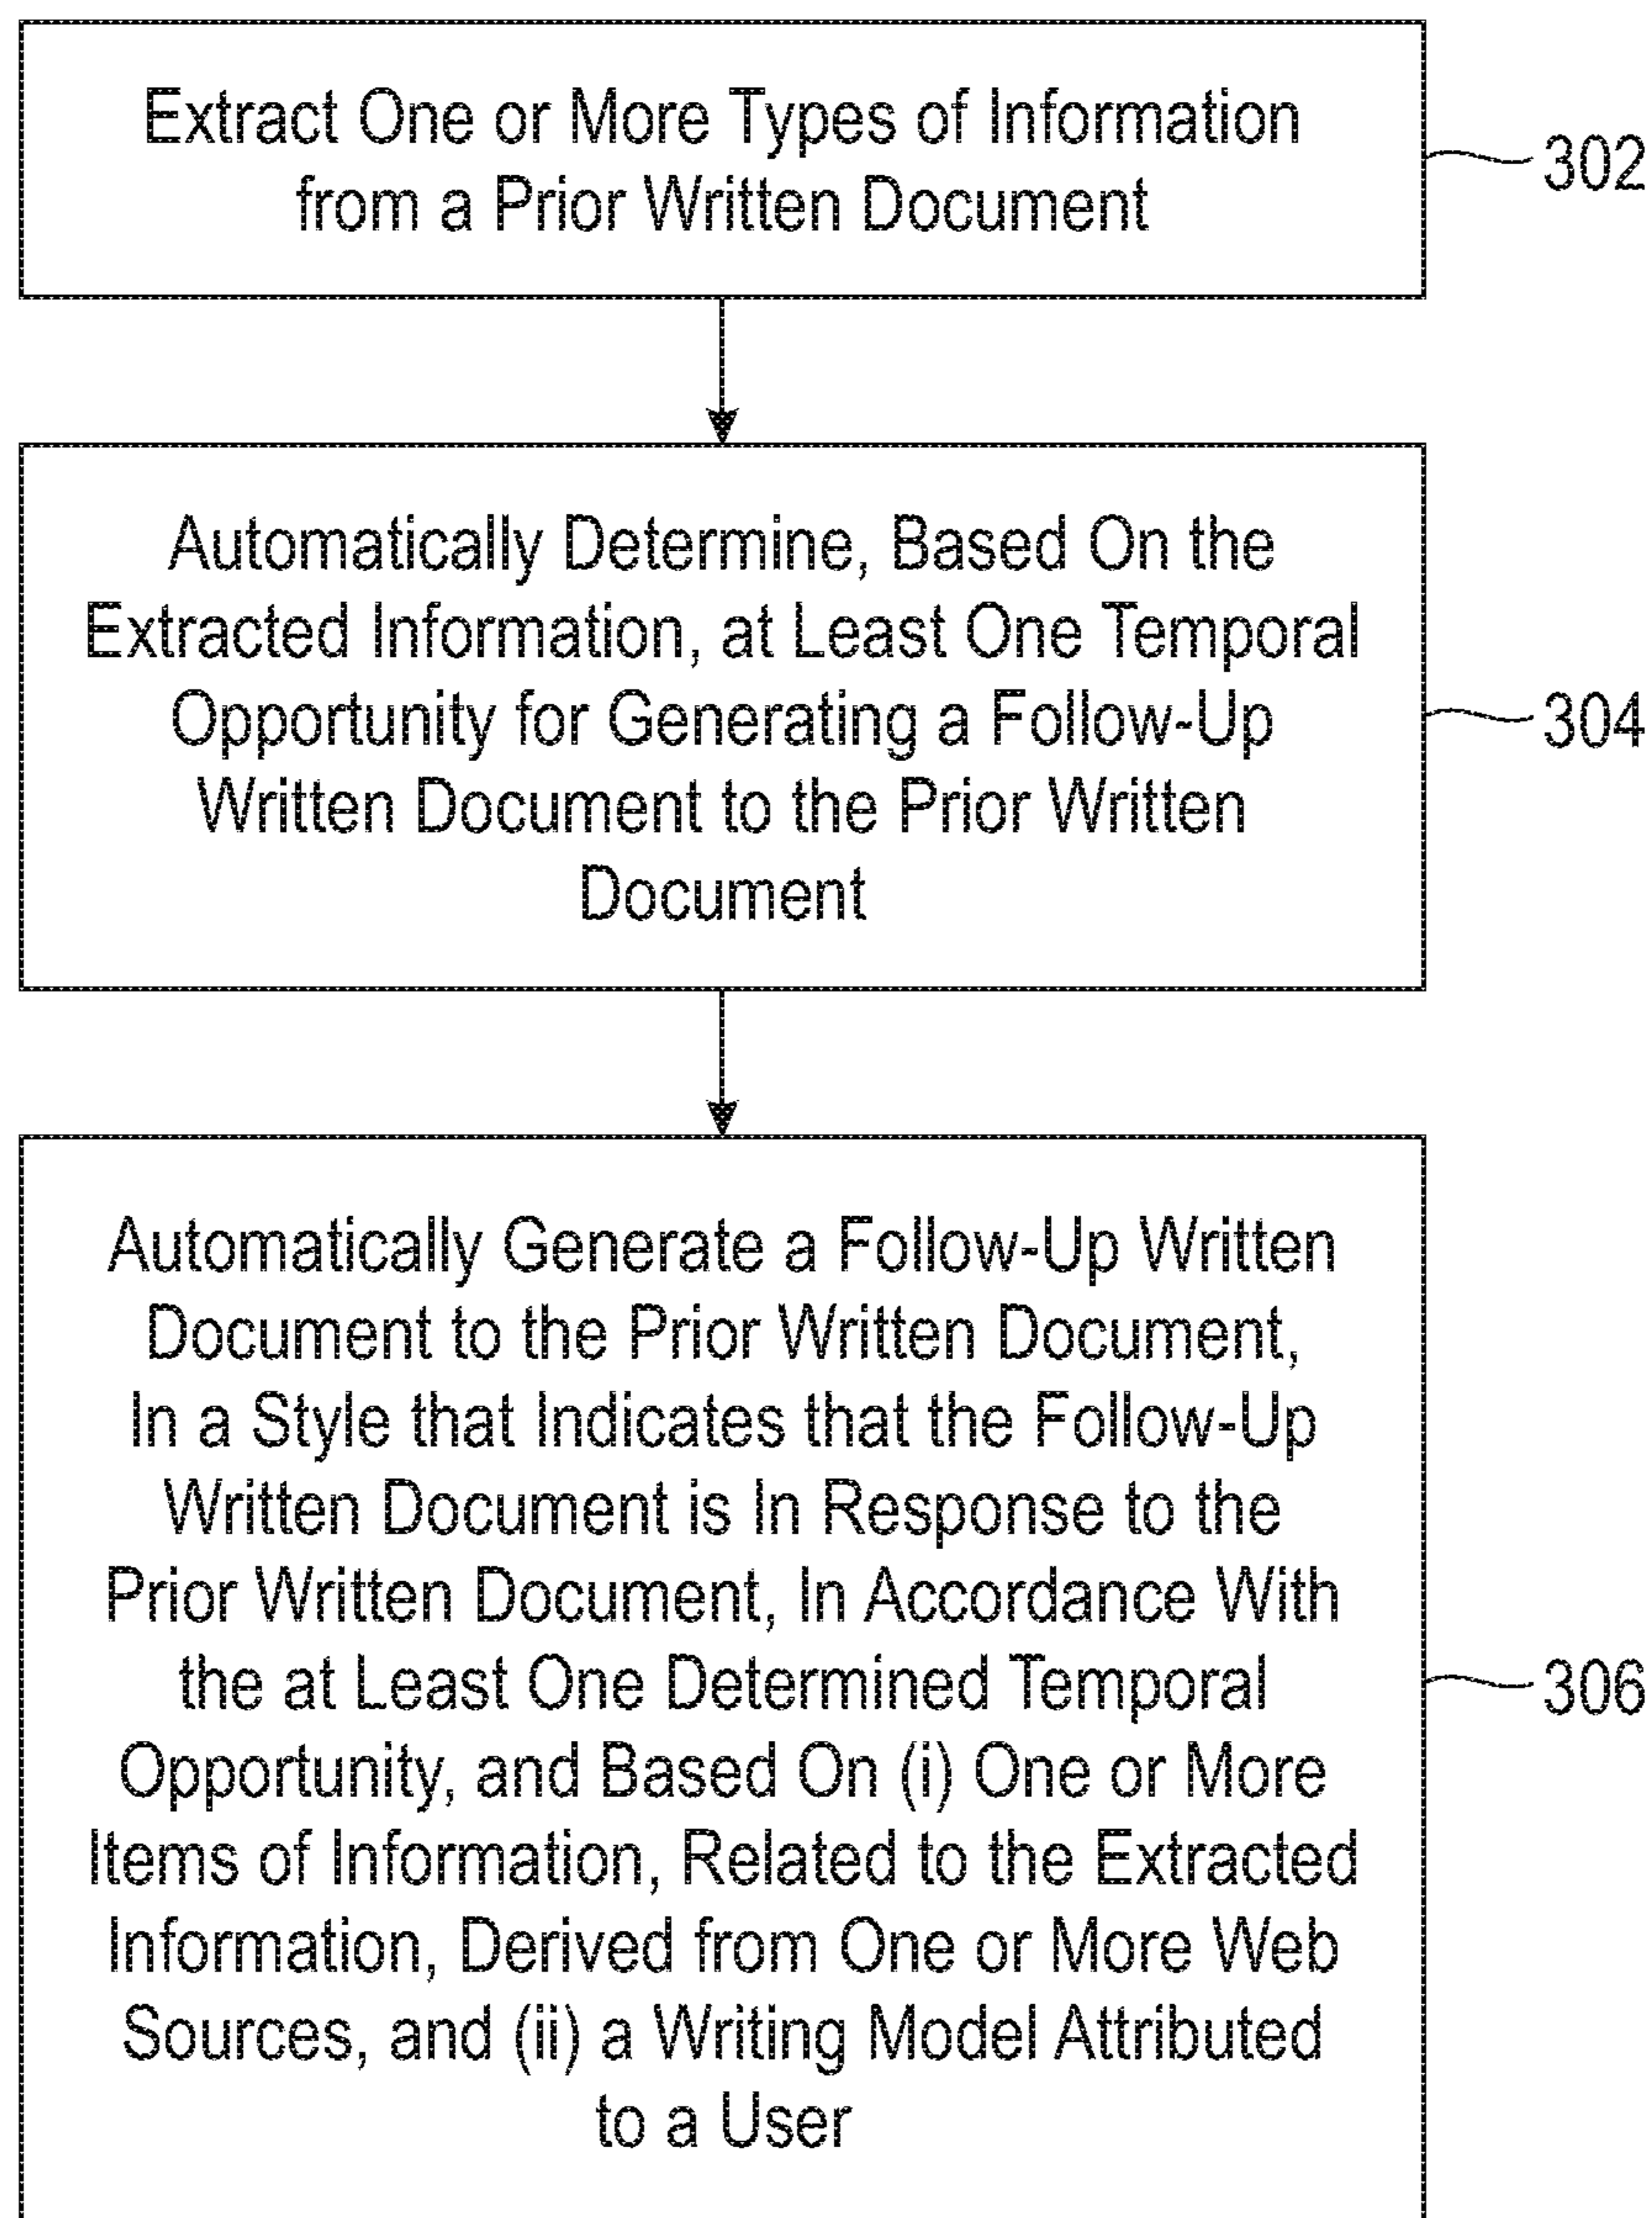 Extract One or More Types of Information
from a Prior Written Document
302
Automatically Determine, Based On the
Extracted Information, at Least One Temporal
Opportunity for Generating a Follow-Up
Written Document to the Prior Written
Document
304
Automatically Generate a Follow-Up Written
Document to the Prior Written Document,
In a Style that Indicates that the Follow-Up
Written Document is In Response to the
Prior Written Document, In Accordance With
the at Least One Determined Temporal
Opportunity, and Based On (i) One or More
Items of Information, Related to the Extracted
Information, Derived from One or More Web
Sources, and (ii) a Writing Model Attributed
to a User
306